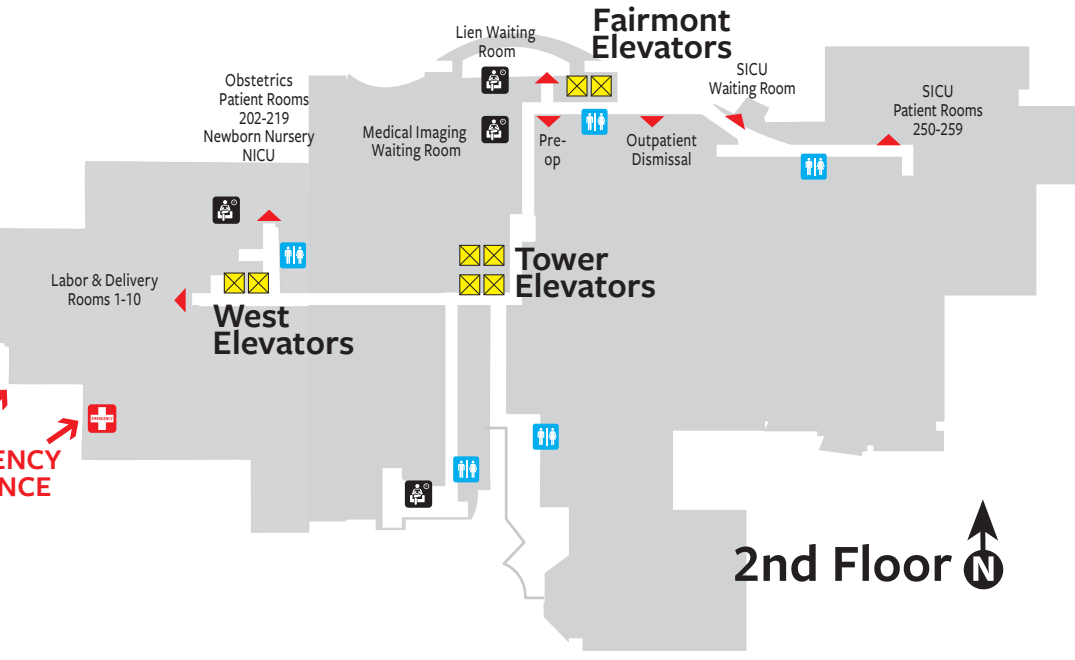 Fairmont
Elevators
Lien Waiting
Room
SICU
Waiting Room
Obstetrics
Patient Rooms
202-219
Newborn Nursery
NICU
SICU
Patient Rooms
250-259
Medical Imaging
Waiting Room
Pre-
op
Outpatient
Dismissal
Tower
Elevators
Labor & Delivery
Rooms 1-10
West
Elevators
EMERGENCY
ENCY
NCE
2nd Floor
N